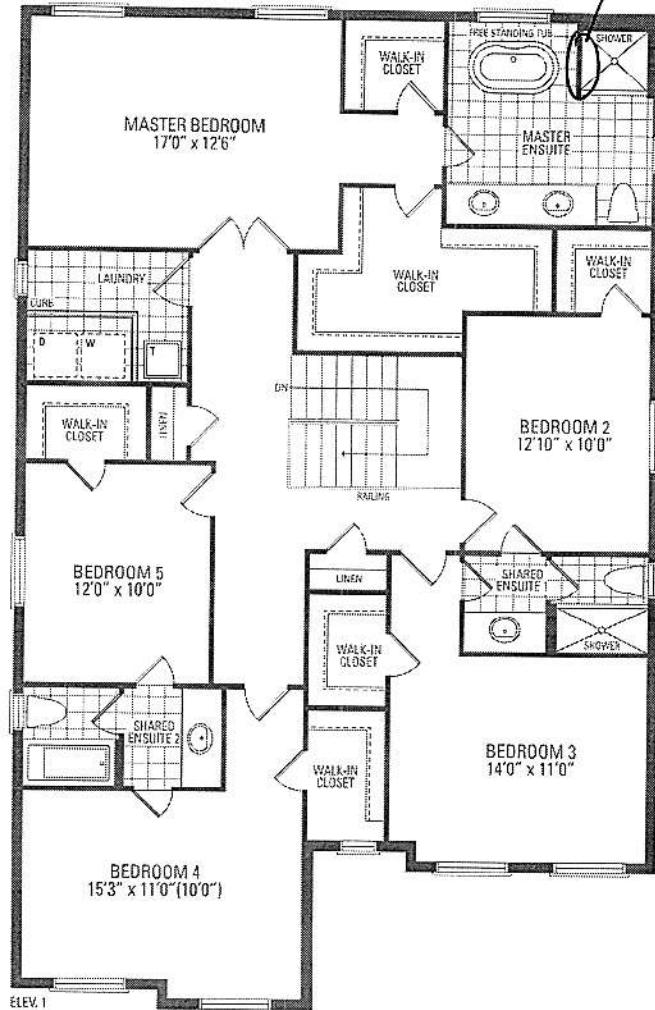 FREE STANDING TUB
SHOWER
WALK-IN
CLOSET
MASTER BEDROOM
17'0" x 12'6"
MASTER
ENSUITE
LAUNDRY
WALK-IN
CLOSET
WALK-IN
CLOSET
CURB
D
W
T
DN
WALK-IN
CLOSET
LINEN
BEDROOM 2
12'10" x 10'0"
RAILING
BEDROOM 5
12'0" x 10'0"
LINEN
SHARED
ENSUITE 1
SHOWER
WALK-IN
CLOSET
SHARED
ENSUITE 2
BEDROOM 3
14'0" x 11'0"
WALK-IN
CLOSET
BEDROOM 4
15'3" x 11'0"(10'0")
ELEV. 1